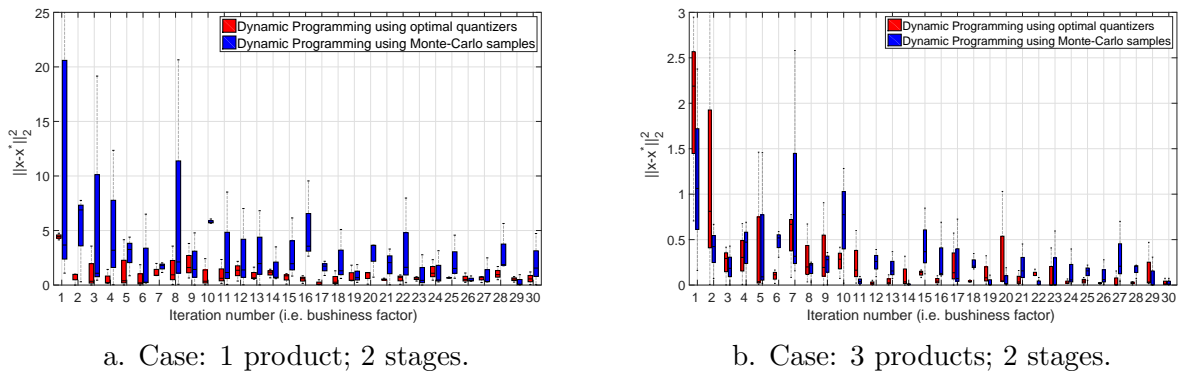 Dynamic Programming using optimal quantizers
Dynamic Programming using Monte-Carlo samples
||x-x*||₂²
25
20
15
10
5
0
1 2 3 4 5 6 7 8 9 10 11 12 13 14 15 16 17 18 19 20 21 22 23 24 25 26 27 28 29 30
Iteration number (i.e. bushiness factor)
a. Case: 1 product; 2 stages.
Dynamic Programming using optimal quantizers
Dynamic Programming using Monte-Carlo samples
||x-x*||₂²
3
2.5
2
1.5
1
0.5
0
1 2 3 4 5 6 7 8 9 10 11 12 13 14 15 16 17 18 19 20 21 22 23 24 25 26 27 28 29 30
Iteration number (i.e. bushiness factor)
b. Case: 3 products; 2 stages.